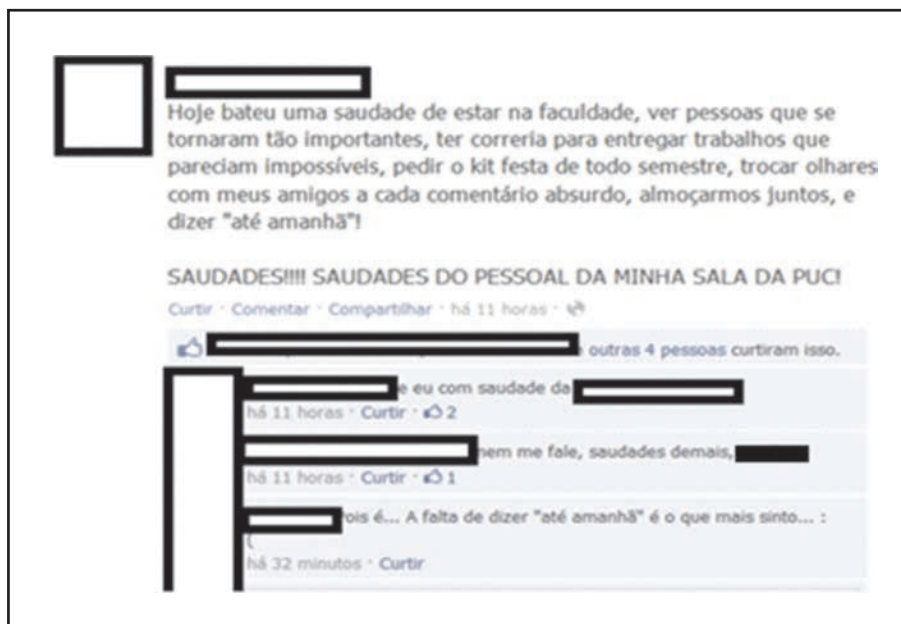 Hoje bateu uma saudade de estar na faculdade, ver pessoas que se
tornaram tão importantes, ter correria para entregar trabalhos que
pareciam impossíveis, pedir o kit festa de todo semestre, trocar olhares
com meus amigos a cada comentário absurdo, almoçarmos juntos, e
dizer "até amanhã"!
SAUDADES!!!! SAUDADES DO PESSOAL DA MINHA SALA DA PUC!
Curtir · Comentar · Compartilhar · há 11 horas ·
outras 4 pessoas curtiram isso.
e eu com saudade da
há 11 horas · Curtir · 2
nem me fale, saudades demais,
há 11 horas · Curtir · 1
ois é... A falta de dizer "até amanhã" é o que mais sinto... :
(
há 32 minutos · Curtir